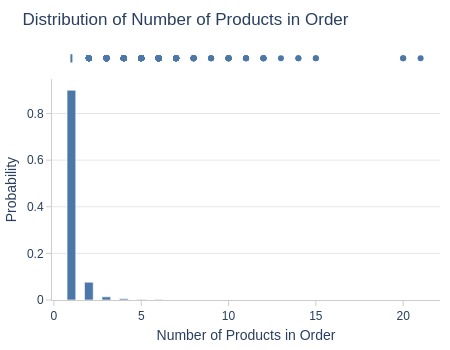 Distribution of Number of Products in Order
0.8
0.6
0.4
0.2
0
Probability
0 5 10 15 20
Number of Products in Order